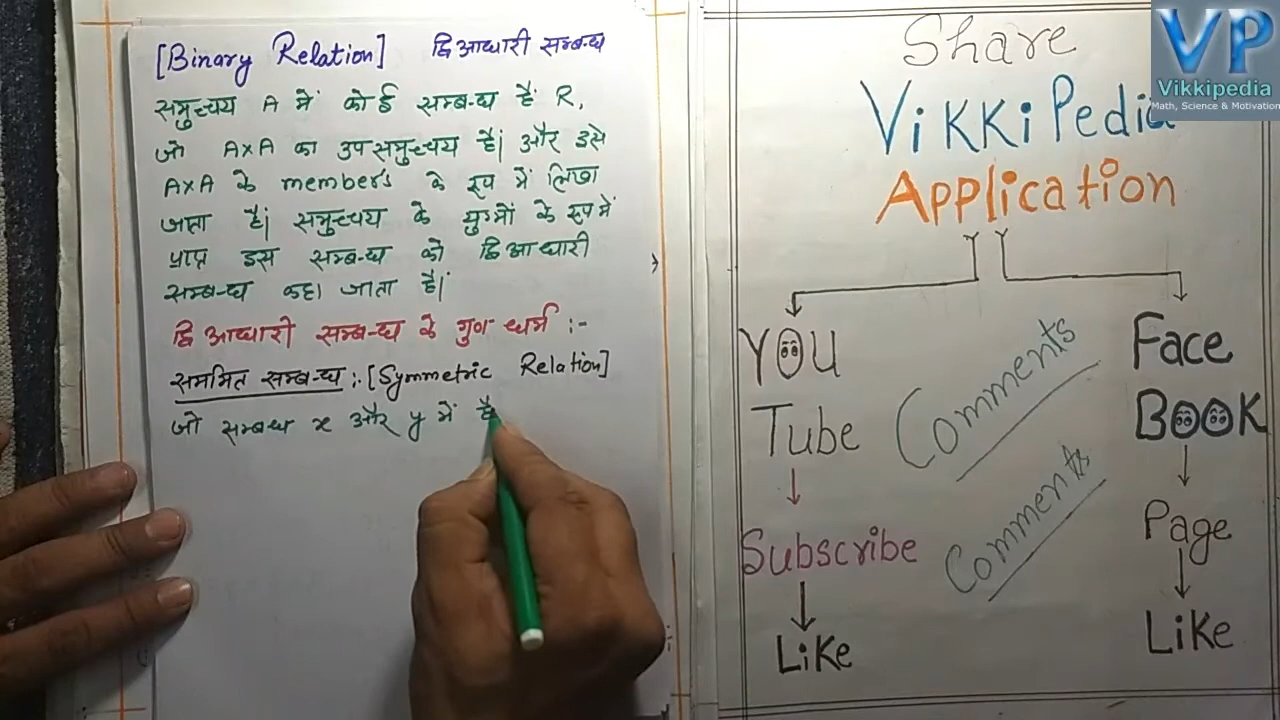 [Binary Relation] द्विआधारी सम्बन्ध
समुच्चय A में कोई सम्बन्ध हैं R,
जो A×A का उपसमुच्चय है। और इसे
A×A के member's के रूप में लिखा
जाता है। समुच्चय के युग्मों के रूप में
प्राप्त इस सम्बन्ध को द्विआधारी
सम्बन्ध कहा जाता है।
द्विआधारी सम्बन्ध के गुण धर्म :-
सममित सम्बन्ध :- [Symmetric Relation]
जो सम्बन्ध x और y में है
Share
VikKiPedia
Application
YOU
Tube
Subscribe
LiKe
Comments
Comments
Face
BOOK
Page
LiKe
VP
Vikkipedia
Math, Science & Motivation